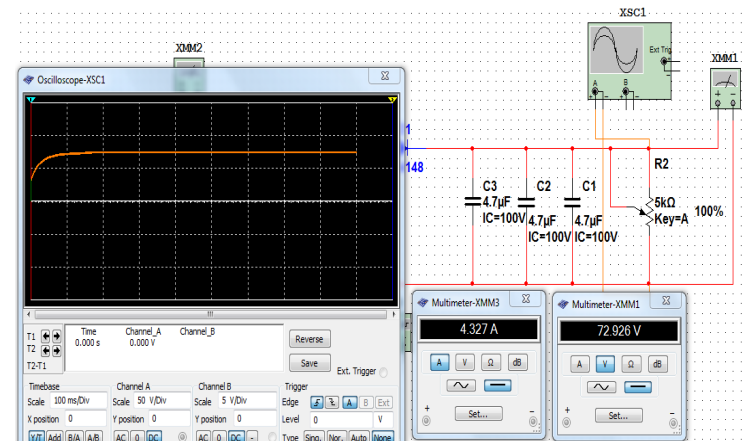 XSC1
XMM2
Ext Trig
XMM1
A
B
Oscilloscope-XSC1
1
148
R2
C3
C2
C1
4.7µF
IC=100V
4.7µF
IC=100V
4.7µF
IC=100V
5kΩ
Key=A
100%
Multimeter-XMM3
4.327 A
A V Ω dB
Set...
Multimeter-XMM1
72.926 V
A V Ω dB
Set...
T1
T2
T2-T1
Time Channel_A Channel_B
0.000 s 0.000 V
Reverse
Save
Ext. Trigger
Timebase
Scale 100 ms/Div
X position 0
Y/T Add B/A A/B
Channel A
Scale 50 V/Div
Y position 0
AC 0 DC
Channel B
Scale 5 V/Div
Y position 0
AC 0 DC -
Trigger
Edge A B Ext
Level 0 V
Type Sing. Nor. Auto None